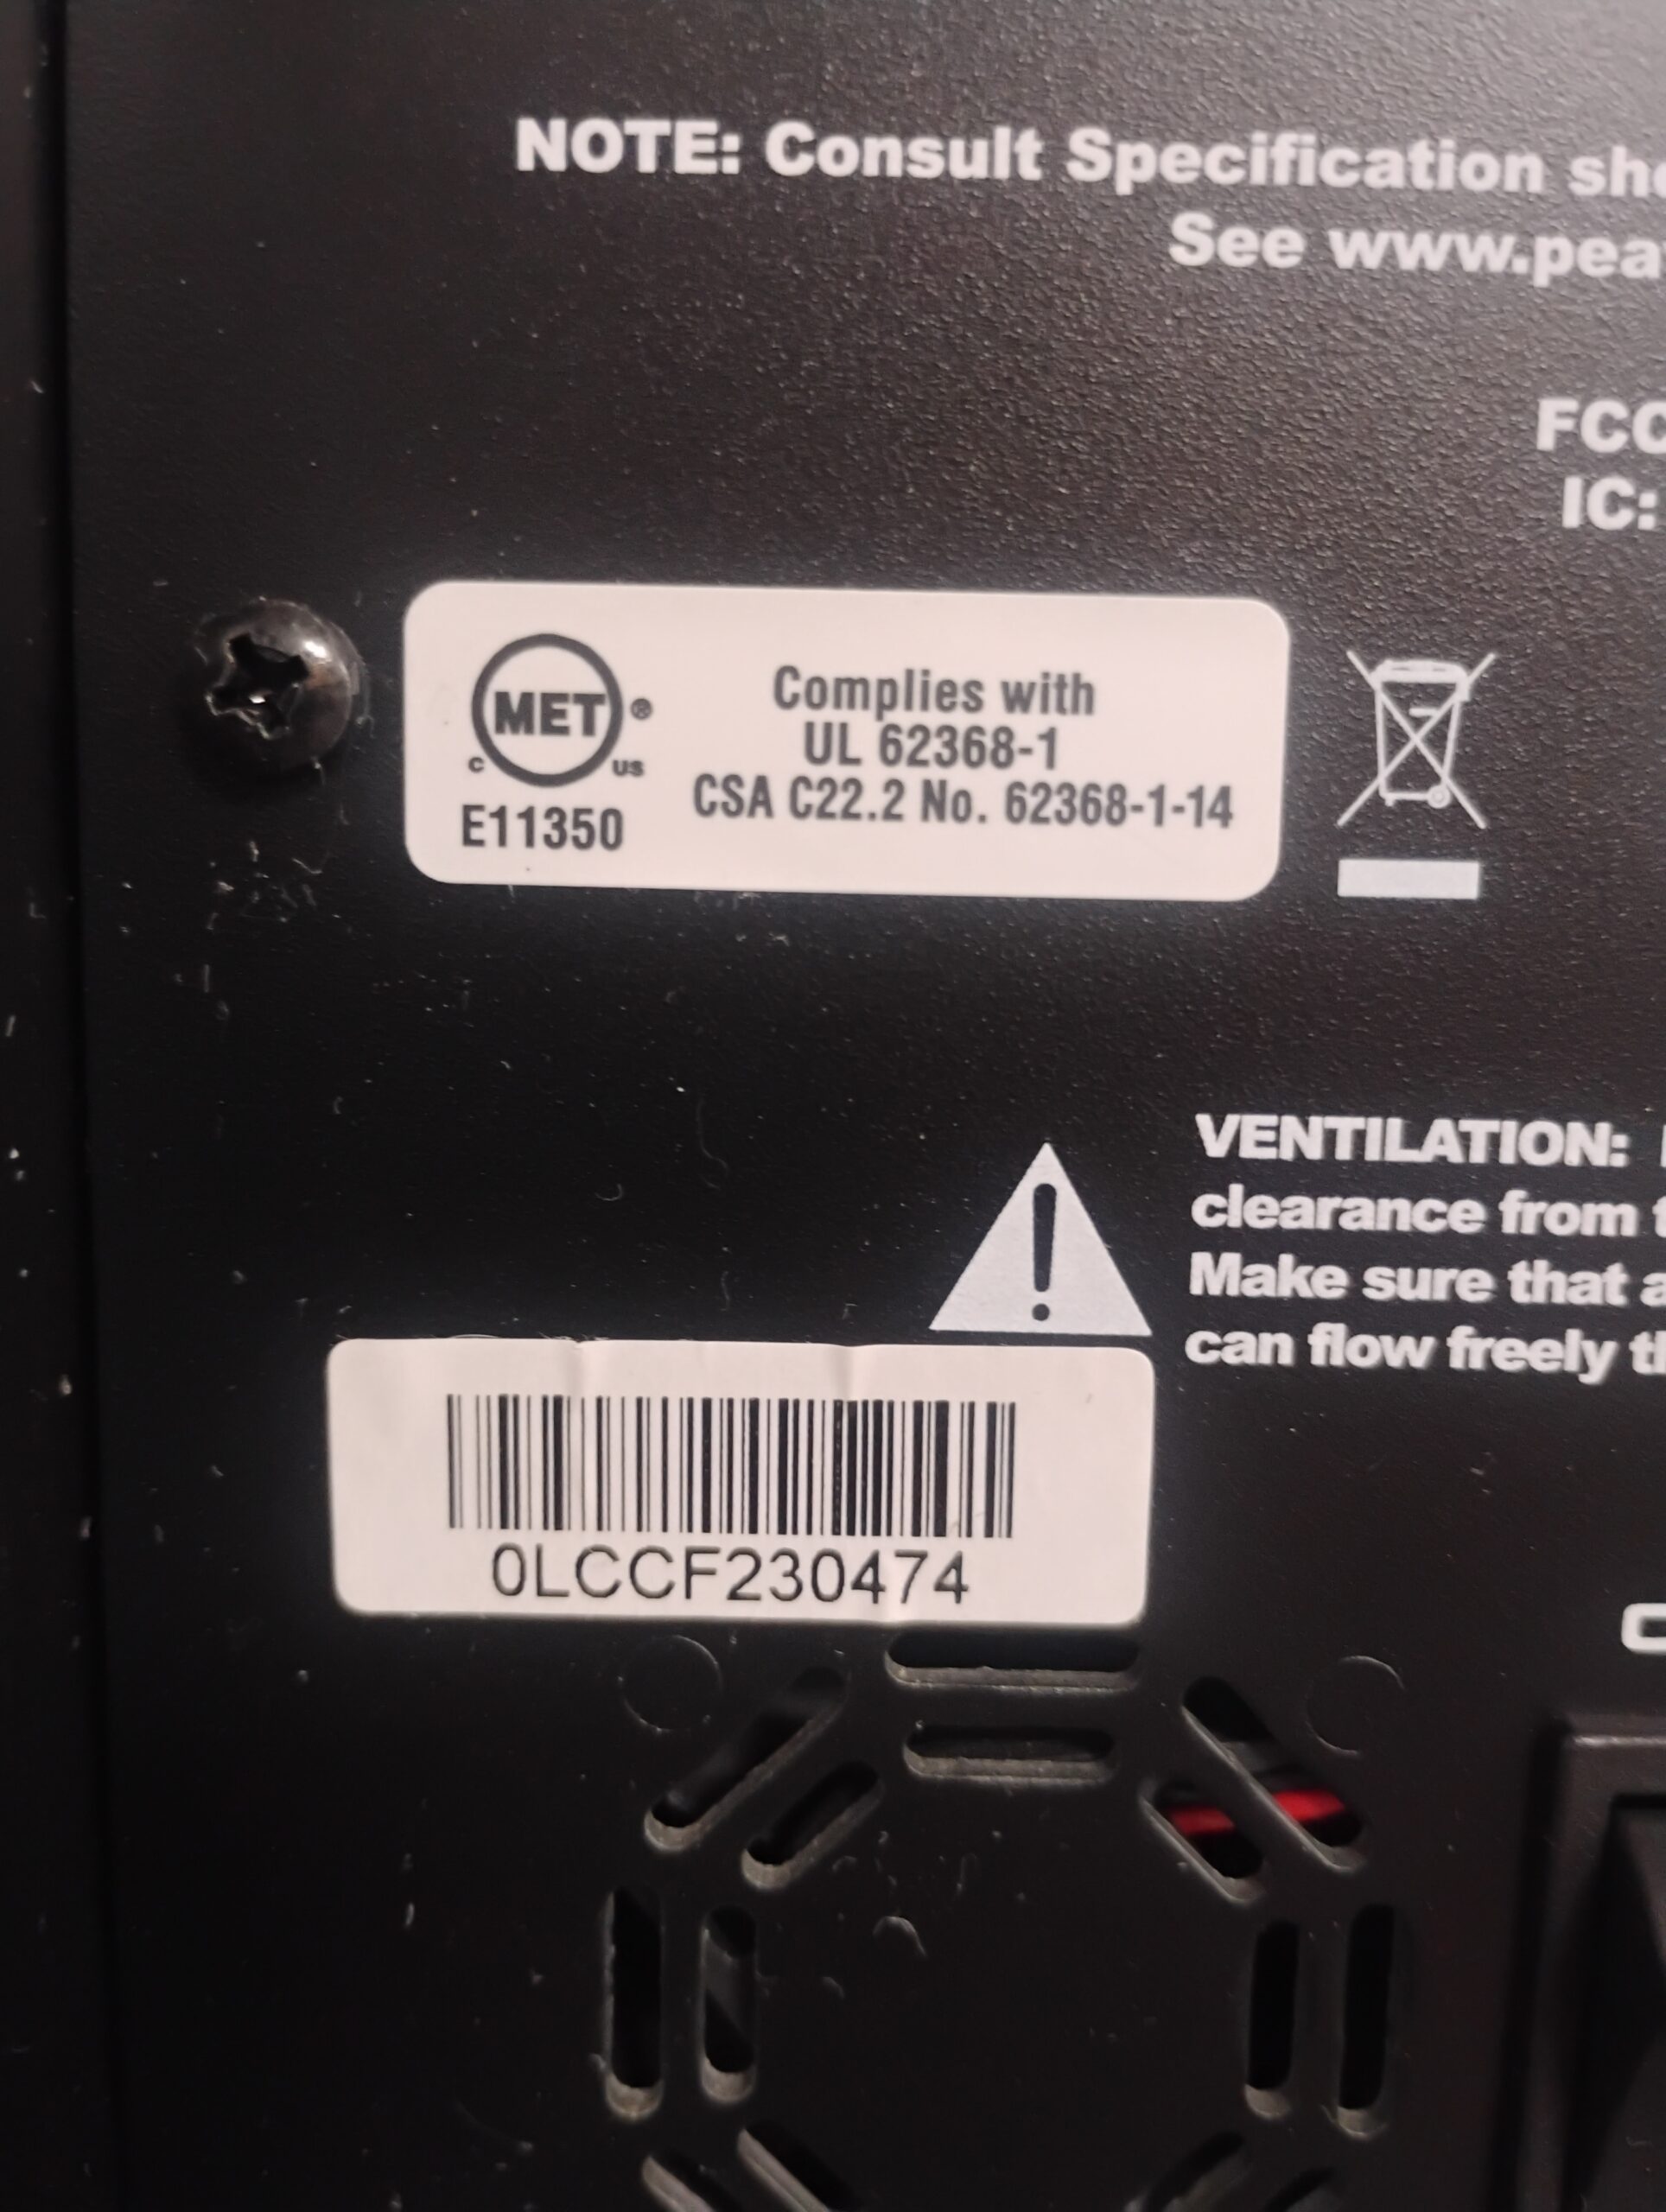 NOTE: Consult Specification
See
FCC
IC:
MET®
c us
E11350
Complies with
UL 62368-1
CSA C22.2 No. 62368-1-14
VENTILATION:
clearance from
Make sure that
can flow freely
0LCCF230474